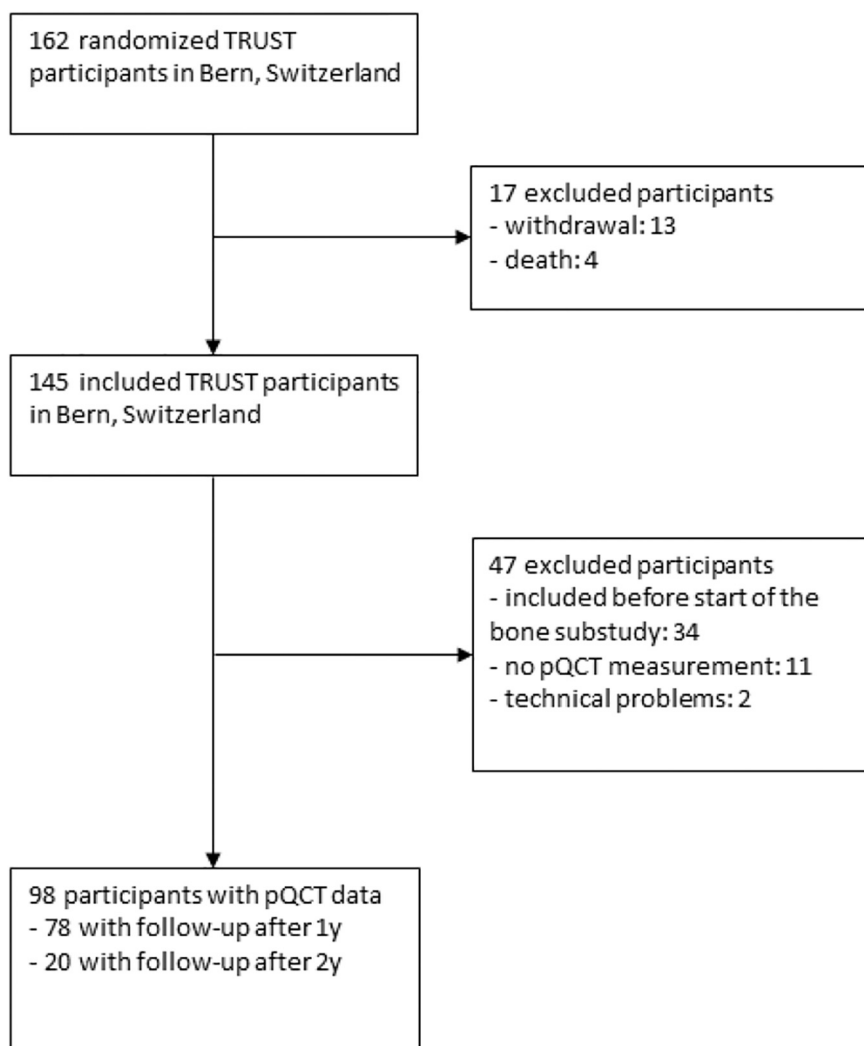 162 randomized TRUST
participants in Bern, Switzerland
17 excluded participants
- withdrawal: 13
- death: 4
145 included TRUST participants
in Bern, Switzerland
47 excluded participants
- included before start of the
bone substudy: 34
- no pQCT measurement: 11
- technical problems: 2
98 participants with pQCT data
- 78 with follow-up after 1y
- 20 with follow-up after 2y